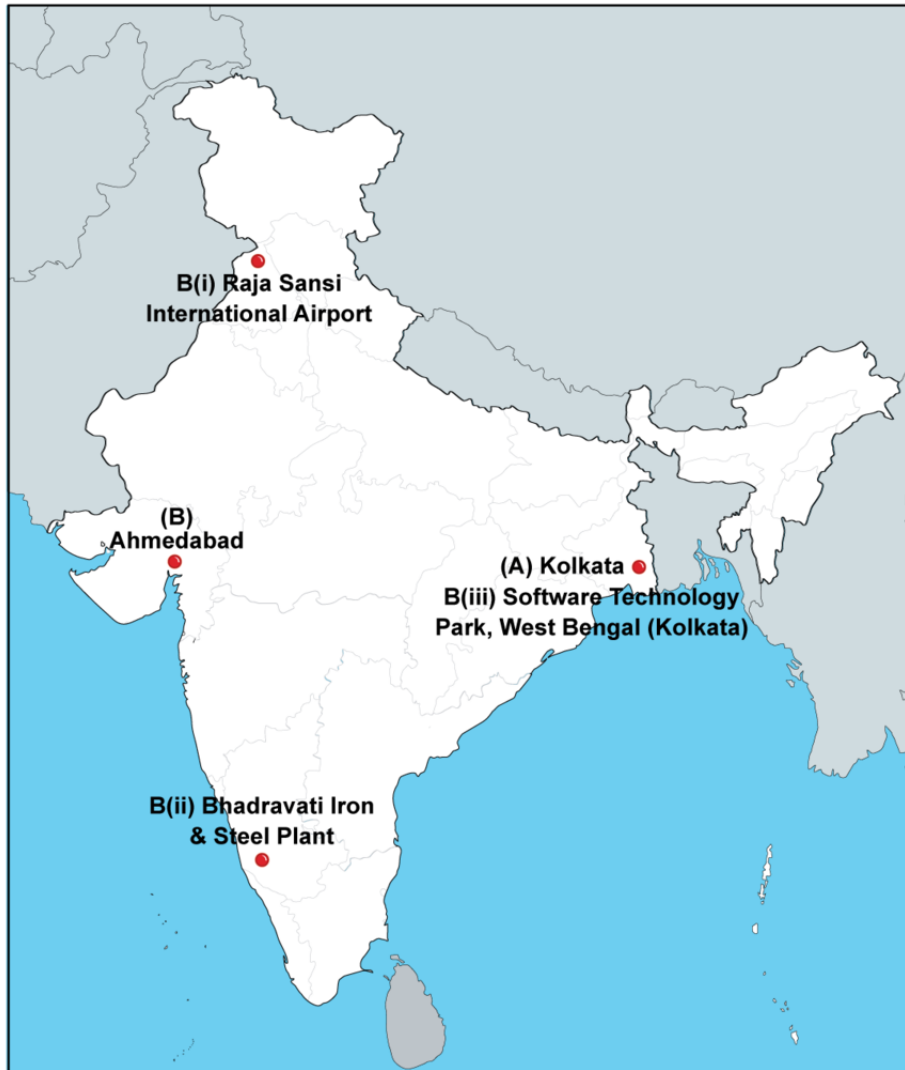 B(i) Raja Sansi
International Airport
(B)
Ahmedabad
(A) Kolkata
B(iii) Software Technology
Park, West Bengal (Kolkata)
B(ii) Bhadravati Iron
& Steel Plant